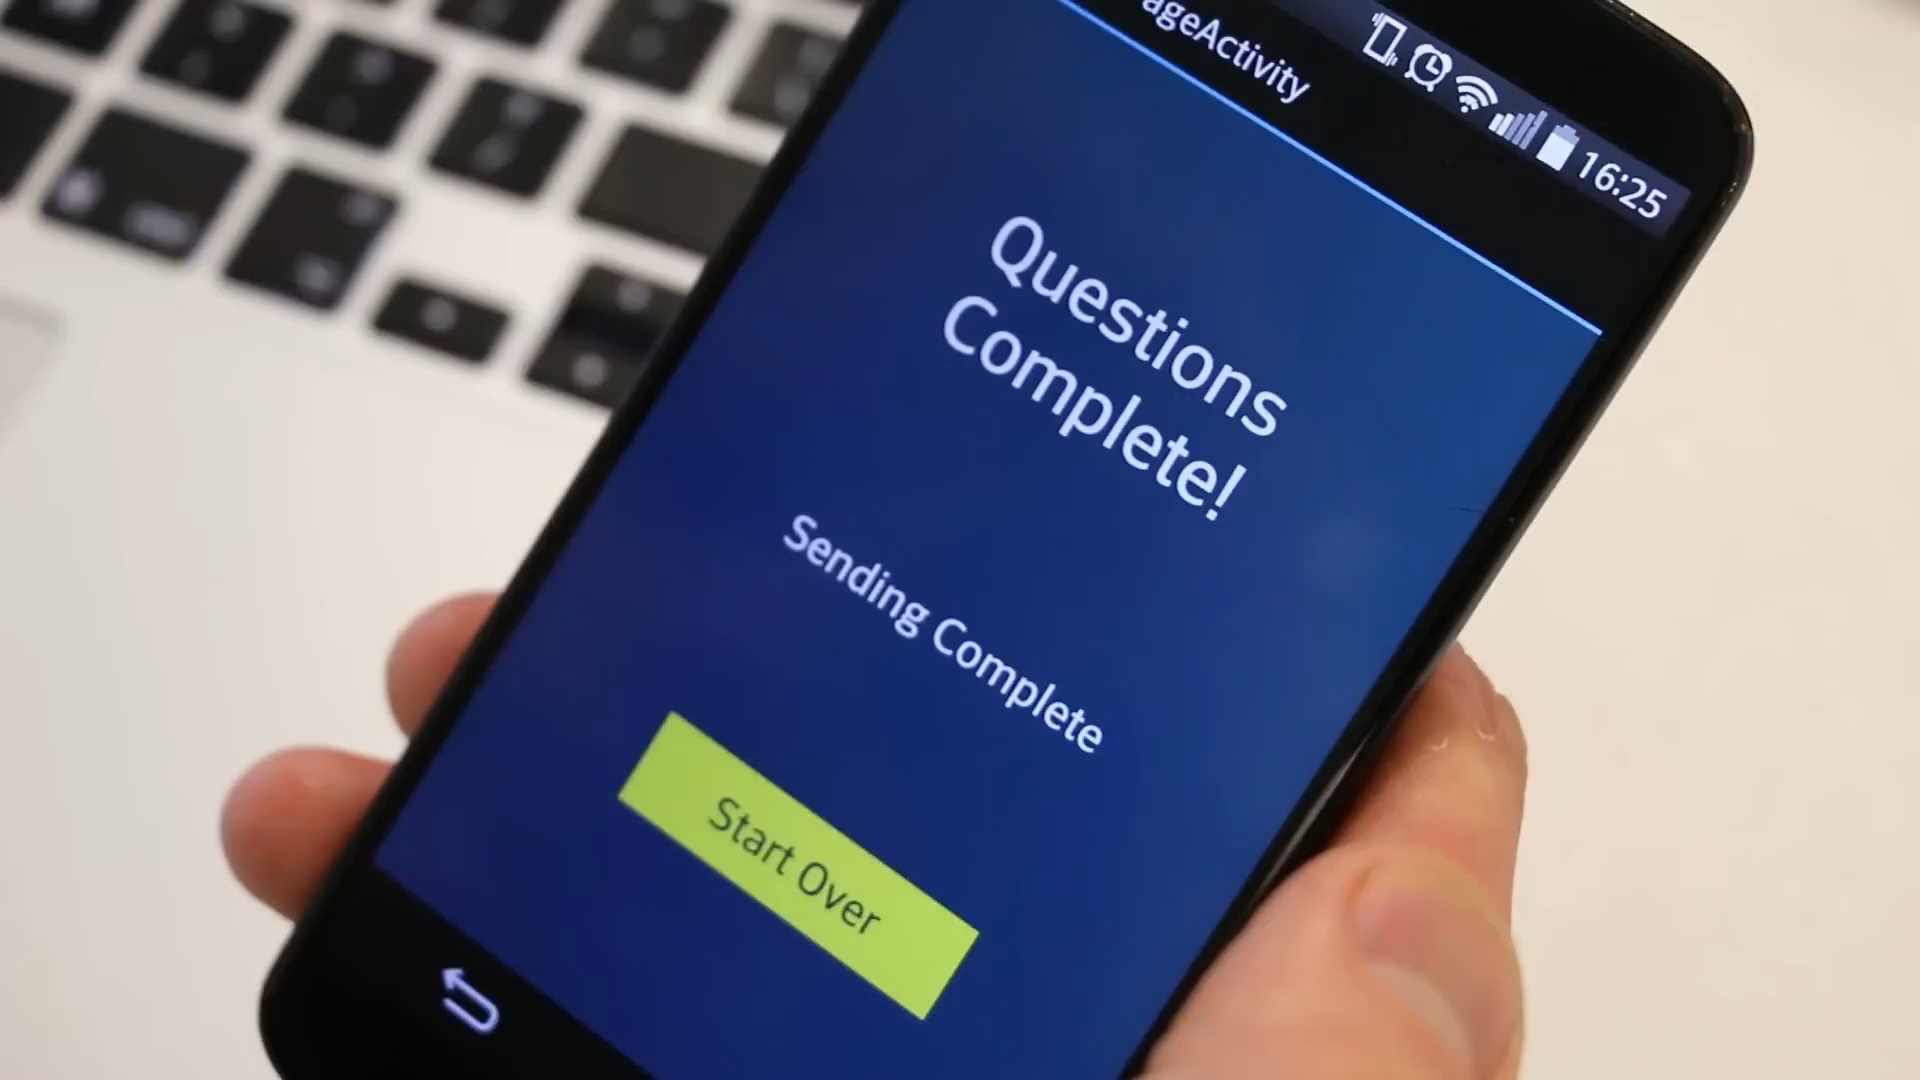 16:25
ageActivity
Questions
Complete!
Sending Complete
Start Over